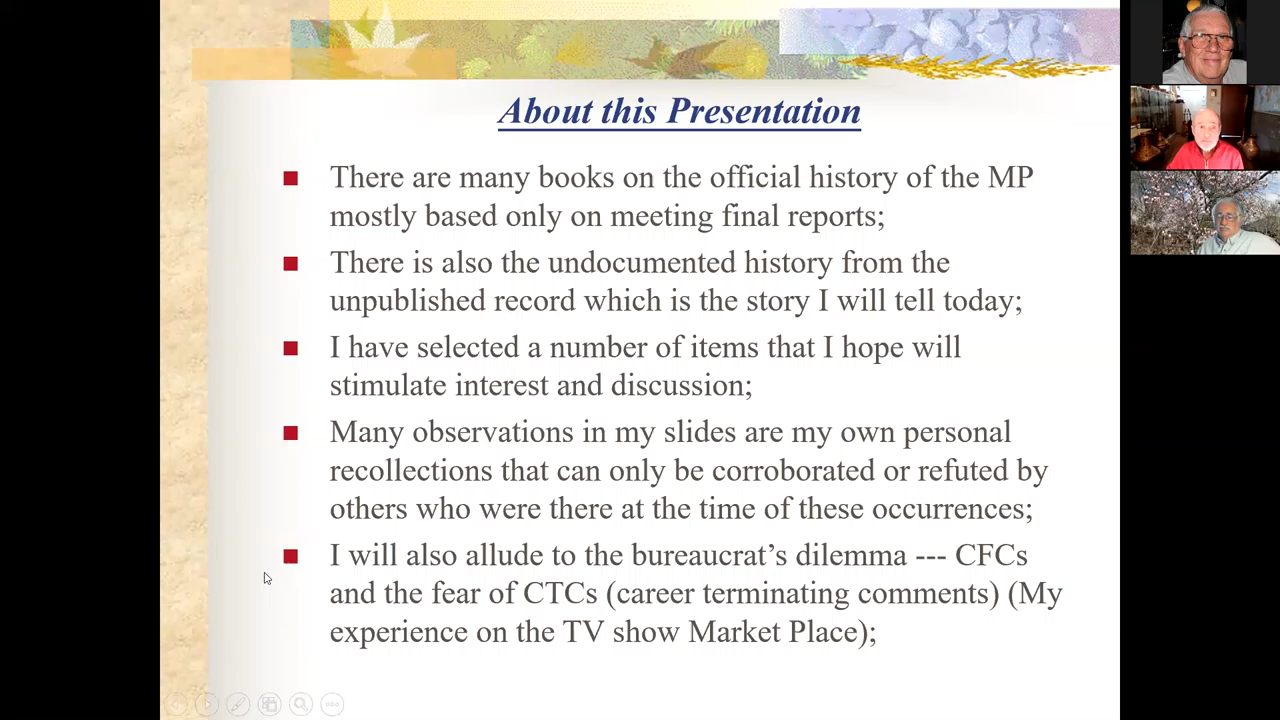 About this Presentation
There are many books on the official history of the MP
mostly based only on meeting final reports;
There is also the undocumented history from the
unpublished record which is the story I will tell today;
I have selected a number of items that I hope will
stimulate interest and discussion;
Many observations in my slides are my own personal
recollections that can only be corroborated or refuted by
others who were there at the time of these occurrences;
I will also allude to the bureaucrat’s dilemma --- CFCs
and the fear of CTCs (career terminating comments) (My
experience on the TV show Market Place);